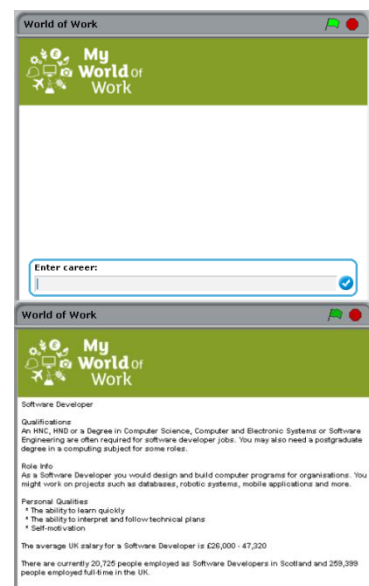 World of Work
My
World of
Work
Enter career:
World of Work
My
World of
Work
Software Developer
Qualifications
An HNC, HND or a Degree in Computer Science, Computer and Electronic Systems or Software
Engineering are often required for software developer jobs. You may also need a postgraduate
degree in a computing subject for some roles.
Role Info
As a Software Developer you would design and build computer programs for organisations. You
might work on projects such as databases, robotic systems, mobile applications and more.
Personal Qualities
* The ability to learn quickly
* The ability to interpret and follow technical plans
* Self-motivation
The average UK salary for a Software Developer is £26,000 - 47,320
There are currently 20,725 people employed as Software Developers in Scotland and 259,399
people employed full-time in the UK.